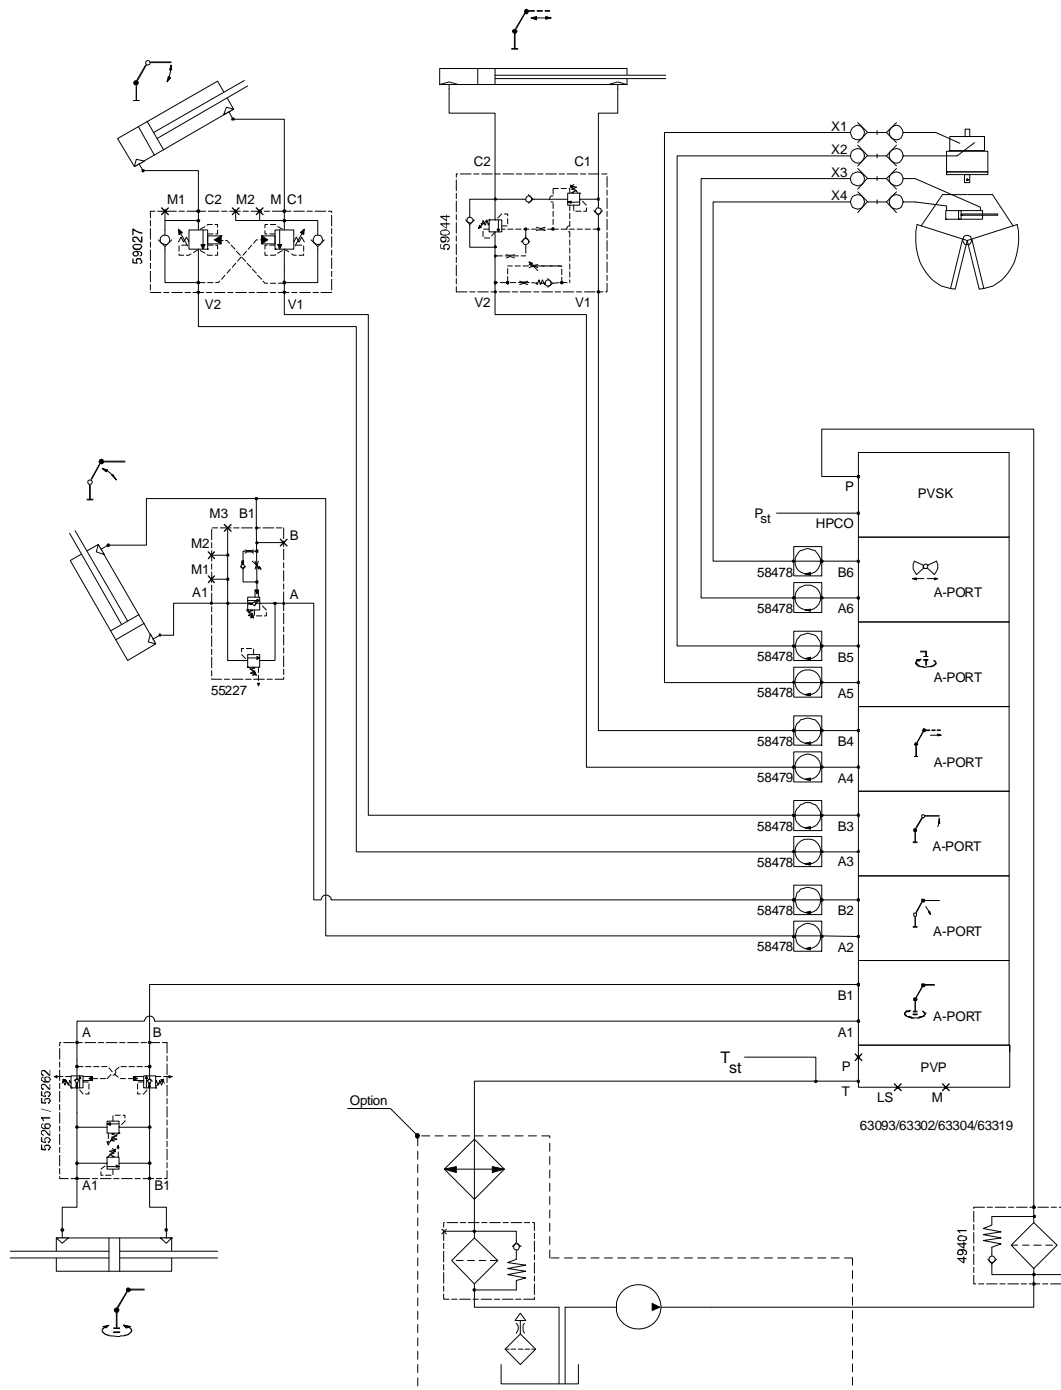 X1
X2
X3
X4
M1 C2 M2 M C1
59027
V2 V1
C2 C1
59044
V2 V1
P
PVSK
Pst
HPCO
M3 B1
B
M2
M1
A1 A
55227
58478 B6
A-PORT
58478 A6
58478 B5
A-PORT
58478 A5
58478 B4
A-PORT
58479 A4
58478 B3
A-PORT
58478 A3
58478 B2
A-PORT
58478 A2
B1
A-PORT
A1
A B
55261 / 55262
A1 B1
Tst
P
PVP
T
LS M
63093/63302/63304/63319
Option
49401